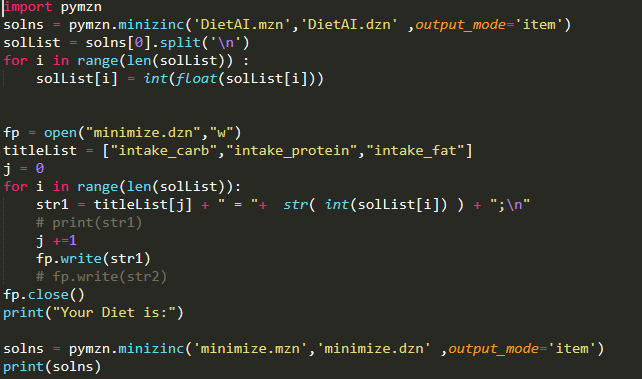 import pymzn
solns = pymzn.minizinc('DietAI.mzn','DietAI.dzn' ,output_mode='item')
solList = solns[0].split('\n')
for i in range(len(solList)) :
    solList[i] = int(float(solList[i]))
fp = open("minimize.dzn","w")
titleList = ["intake_carb","intake_protein","intake_fat"]
j = 0
for i in range(len(solList)):
    str1 = titleList[j] + " = "+  str( int(solList[i]) ) + ";\n"
    # print(str1)
    j +=1
    fp.write(str1)
    # fp.write(str2)
fp.close()
print("Your Diet is:")
solns = pymzn.minizinc('minimize.mzn','minimize.dzn' ,output_mode='item')
print(solns)